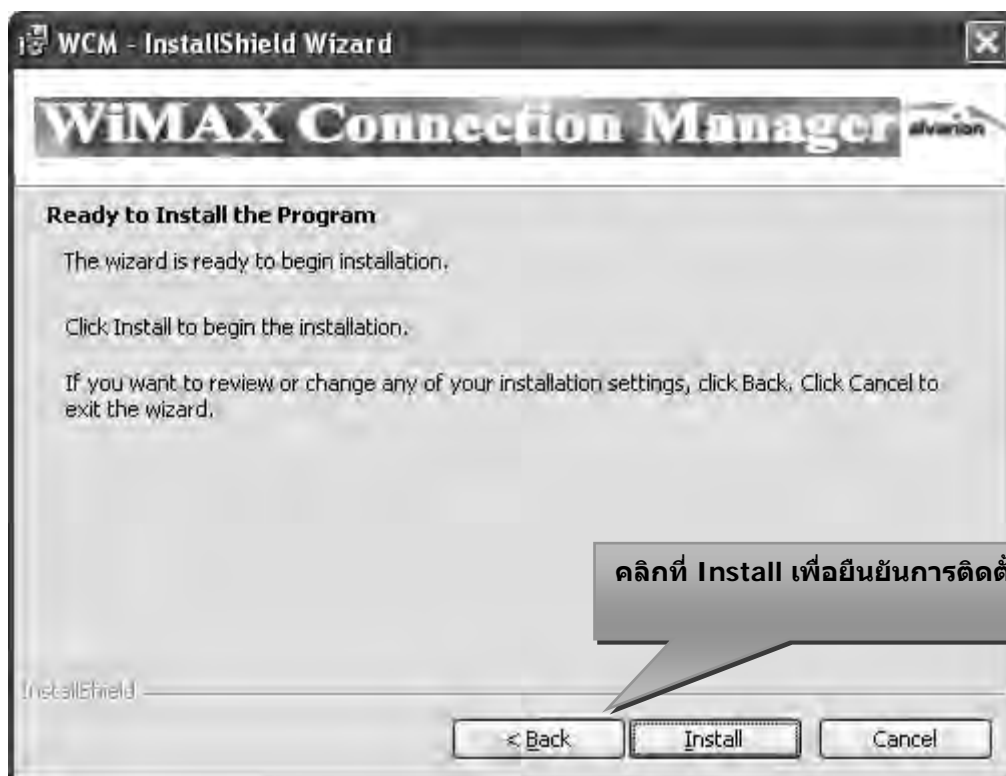 WCM - InstallShield Wizard
WiMAX Connection Manager
alvarion
Ready to Install the Program
The wizard is ready to begin installation.
Click Install to begin the installation.
If you want to review or change any of your installation settings, click Back. Click Cancel to
exit the wizard.
คลิกที่ Install เพื่อยืนยันการติดตั้
InstallShield
< Back
Install
Cancel